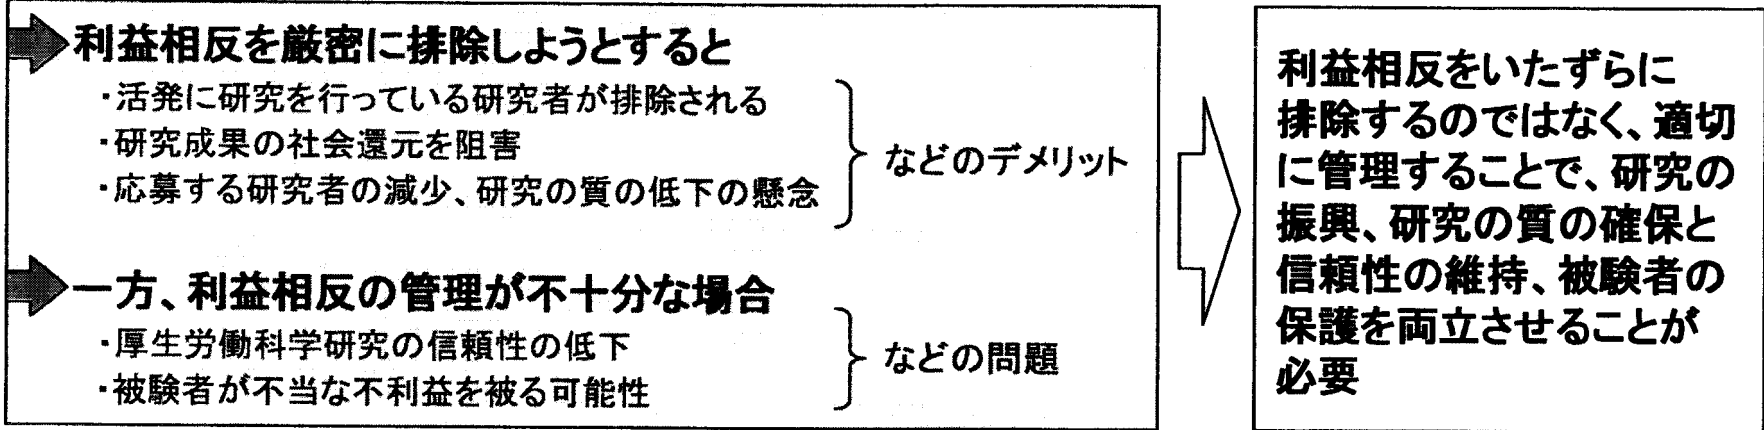 利益相反を厳密に排除しようとすると
・活発に研究を行っている研究者が排除される
・研究成果の社会還元を阻害
・応募する研究者の減少、研究の質の低下の懸念
などのデメリット
一方、利益相反の管理が不十分な場合
・厚生労働科学研究の信頼性の低下
・被験者が不当な不利益を被る可能性
などの問題
利益相反をいたずらに
排除するのではなく、適切
に管理することで、研究の
振興、研究の質の確保と
信頼性の維持、被験者の
保護を両立させることが
必要